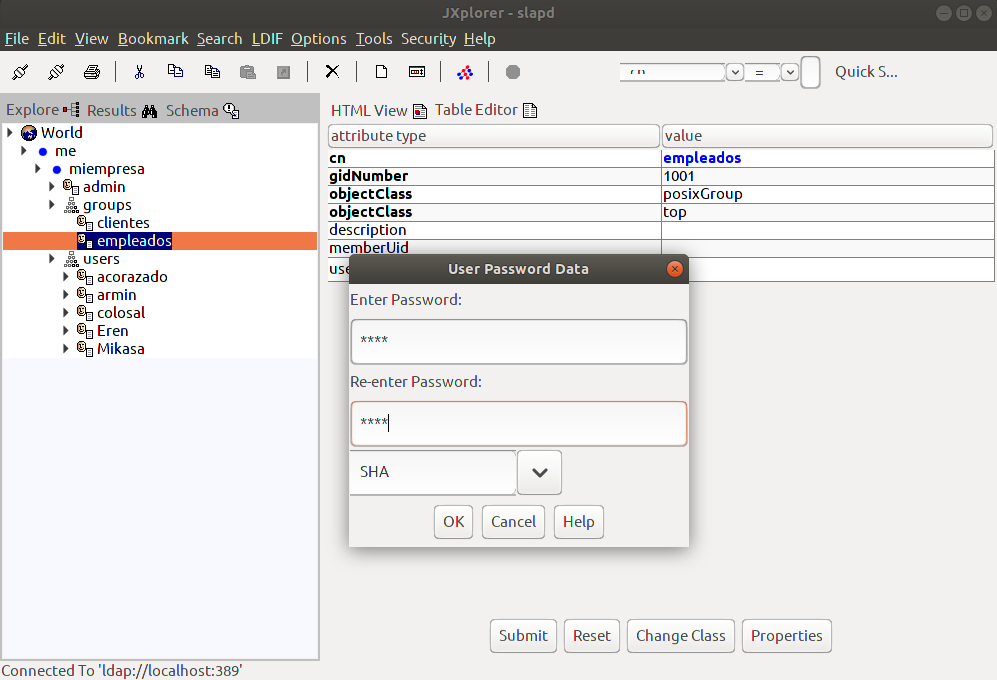 JXplorer - slapd
File Edit View Bookmark Search LDIF Options Tools Security Help
= Quick S...
Explore Results Schema
HTML View Table Editor
World
me
miempresa
admin
groups
clientes
empleados
users
acorazado
armin
colosal
Eren
Mikasa
attribute type value
cn empleados
gidNumber 1001
objectClass posixGroup
objectClass top
description
memberUid
User Password Data
Enter Password:
****
Re-enter Password:
****
SHA
OK Cancel Help
Submit Reset Change Class Properties
Connected To 'ldap://localhost:389'